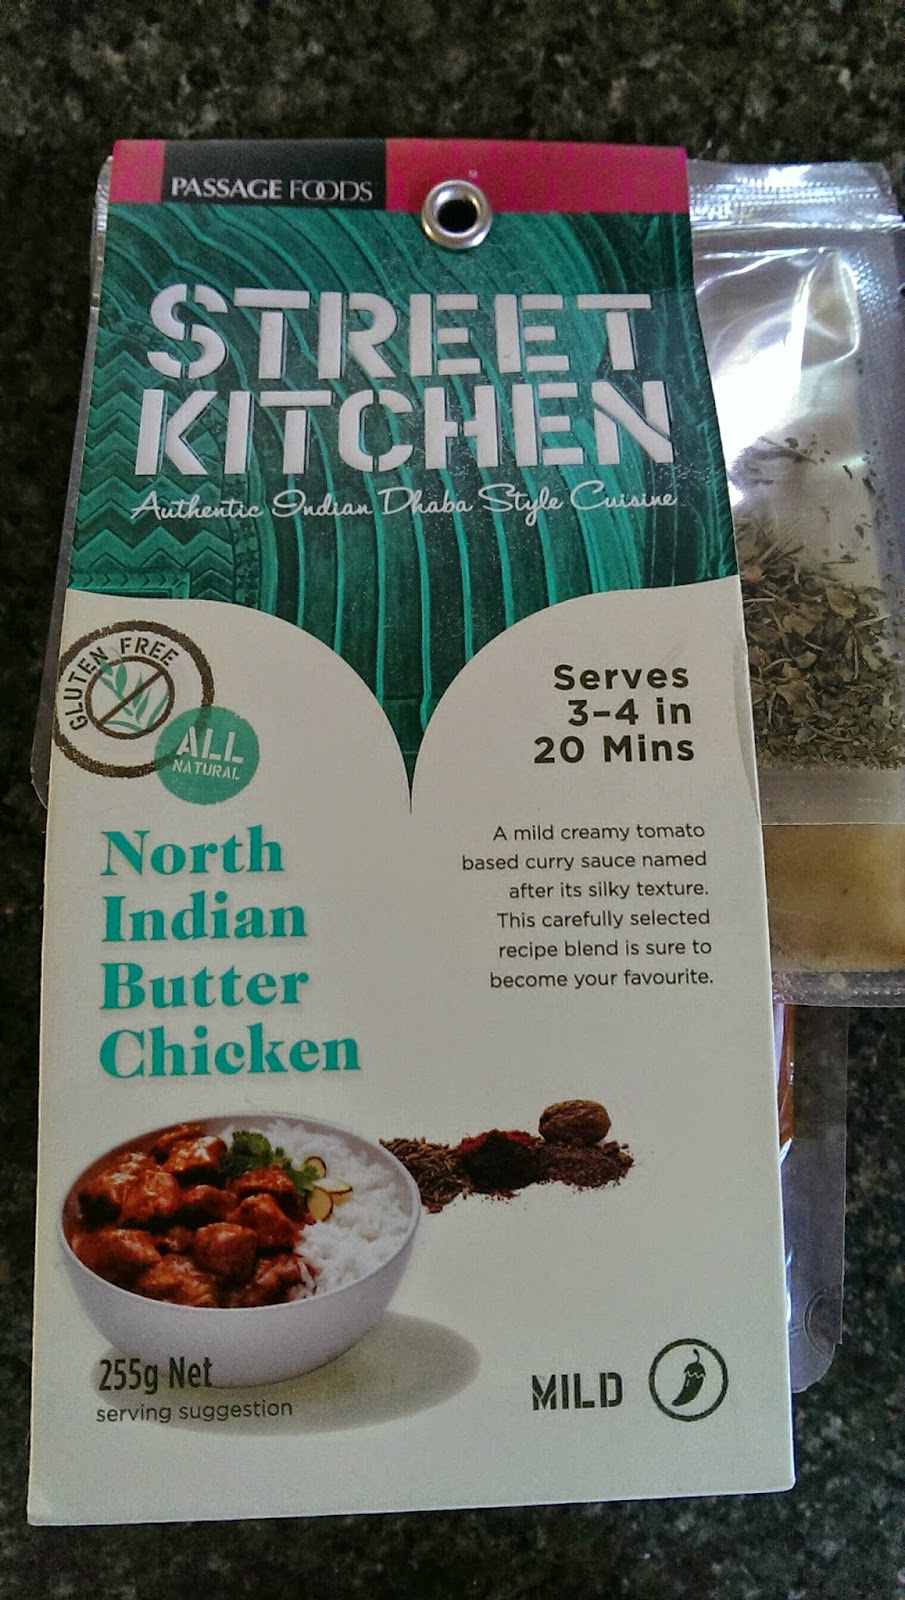 PASSAGE FOODS
STREET
KITCHEN
Authentic Indian Dhaba Style Cuisine
GLUTEN FREE
ALL
NATURAL
Serves
3-4 in
20 Mins
North
Indian
Butter
Chicken
A mild creamy tomato
based curry sauce named
after its silky texture.
This carefully selected
recipe blend is sure to
become your favourite.
255g Net
serving suggestion
MILD